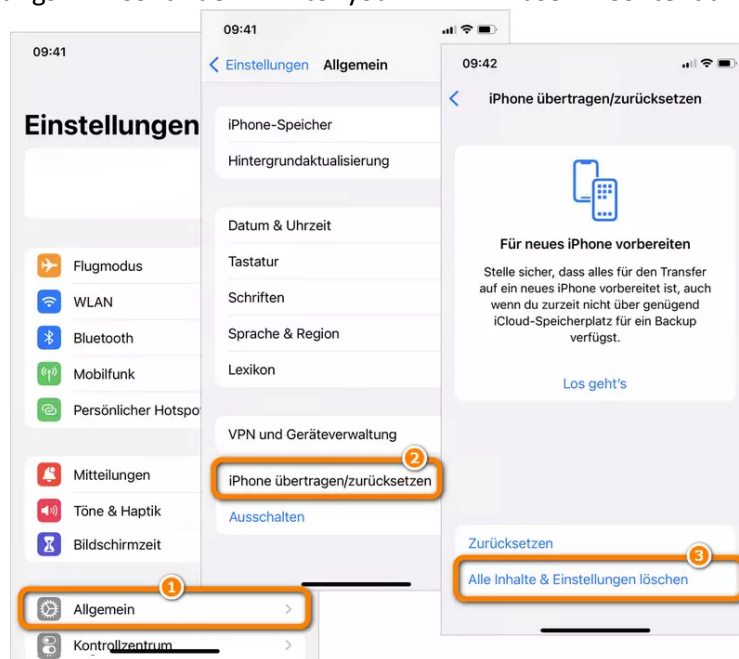 09:41
Einstellungen
Flugmodus
WLAN
Bluetooth
Mobilfunk
Mitteilungen
Töne & Haptik
Bildschirmzeit
1
Allgemein
Kontrollzentrum
09:41
Einstellungen Allgemein
iPhone-Speicher
Hintergrundaktualisierung
Datum & Uhrzeit
Tastatur
Schriften
Sprache & Region
Lexikon
VPN und Geräteverwaltung
2
iPhone übertragen/zurücksetzen
Ausschalten
09:42
iPhone übertragen/zurücksetzen
Für neues iPhone vorbereiten
Stelle sicher, dass alles für den Transfer
auf ein neues iPhone vorbereitet ist, auch
wenn du zurzeit nicht über genügend
iCloud-Speicherplatz für ein Backup
verfügst.
Los geht's
Zurücksetzen
3
Alle Inhalte & Einstellungen löschen